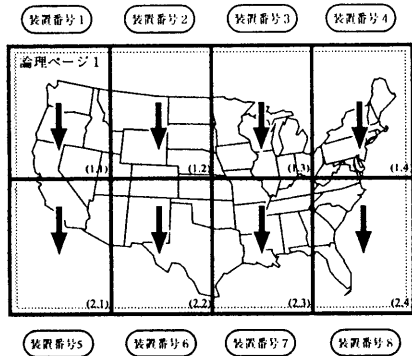 装置番号1 装置番号2 装置番号3 装置番号4
論理ページ1
(1.1) (1.2) (1.3) (1.4)
(2.1) (2.2) (2.3) (2.4)
装置番号5 装置番号6 装置番号7 装置番号8